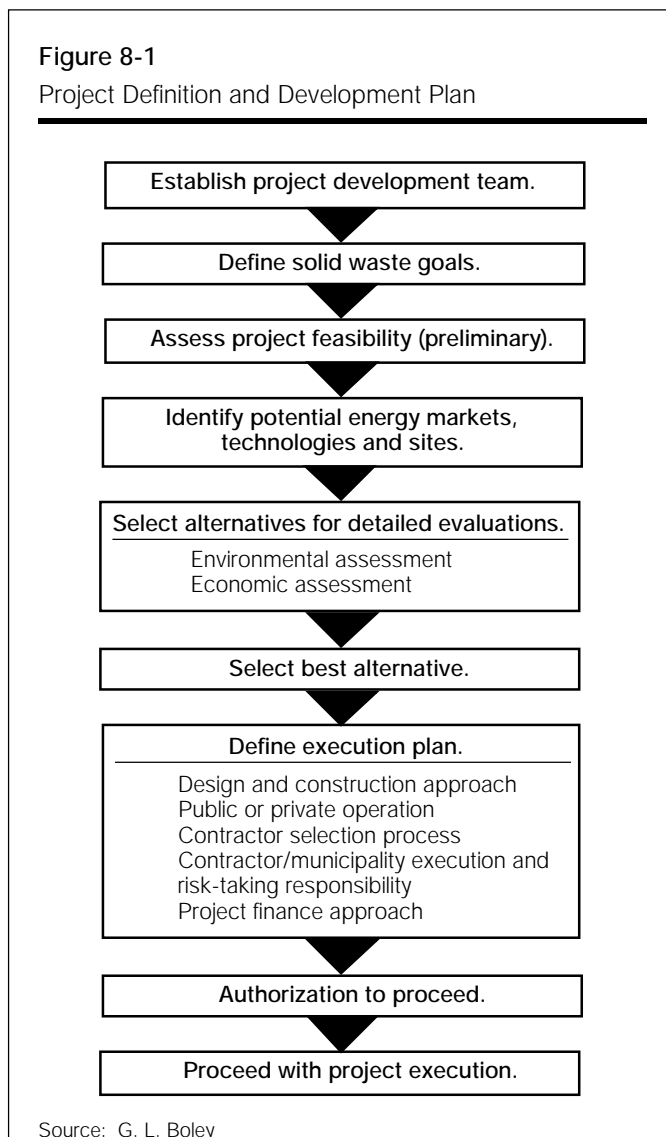 Figure 8-1
Project Definition and Development Plan
Establish project development team.
Define solid waste goals.
Assess project feasibility (preliminary).
Identify potential energy markets,
technologies and sites.
Select alternatives for detailed evaluations.
Environmental assessment
Economic assessment
Select best alternative.
Define execution plan.
Design and construction approach
Public or private operation
Contractor selection process
Contractor/municipality execution and
risk-taking responsibility
Project finance approach
Authorization to proceed.
Proceed with project execution.
Source: G. L. Boley